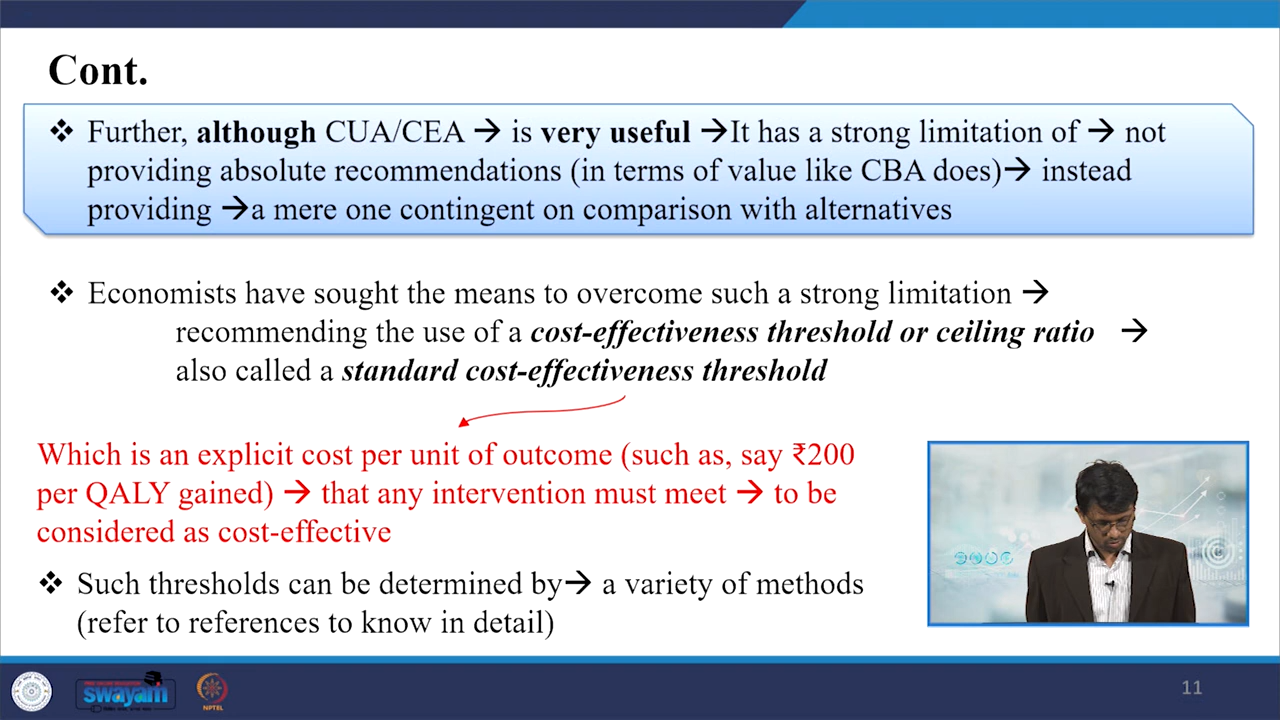 Cont.
❖ Further, although CUA/CEA → is very useful →It has a strong limitation of → not
providing absolute recommendations (in terms of value like CBA does)→ instead
providing →a mere one contingent on comparison with alternatives
❖ Economists have sought the means to overcome such a strong limitation →
recommending the use of a cost-effectiveness threshold or ceiling ratio →
also called a standard cost-effectiveness threshold
Which is an explicit cost per unit of outcome (such as, say ₹200
per QALY gained) → that any intervention must meet → to be
considered as cost-effective
❖ Such thresholds can be determined by→ a variety of methods
(refer to references to know in detail)
swayam
NPTEL
11